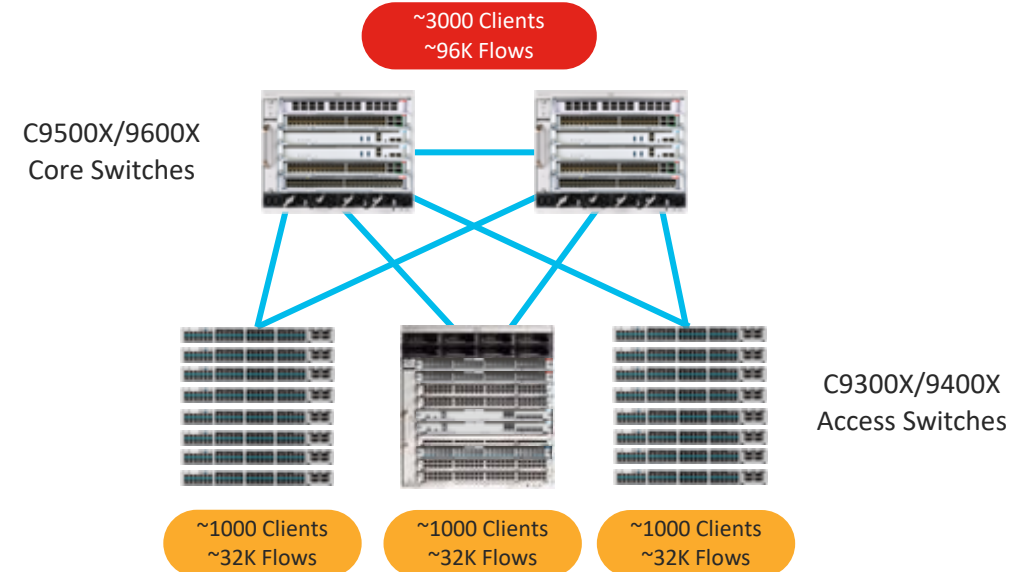 ~3000 Clients
~96K Flows
C9500X/9600X
Core Switches
C9300X/9400X
Access Switches
~1000 Clients
~32K Flows
~1000 Clients
~32K Flows
~1000 Clients
~32K Flows